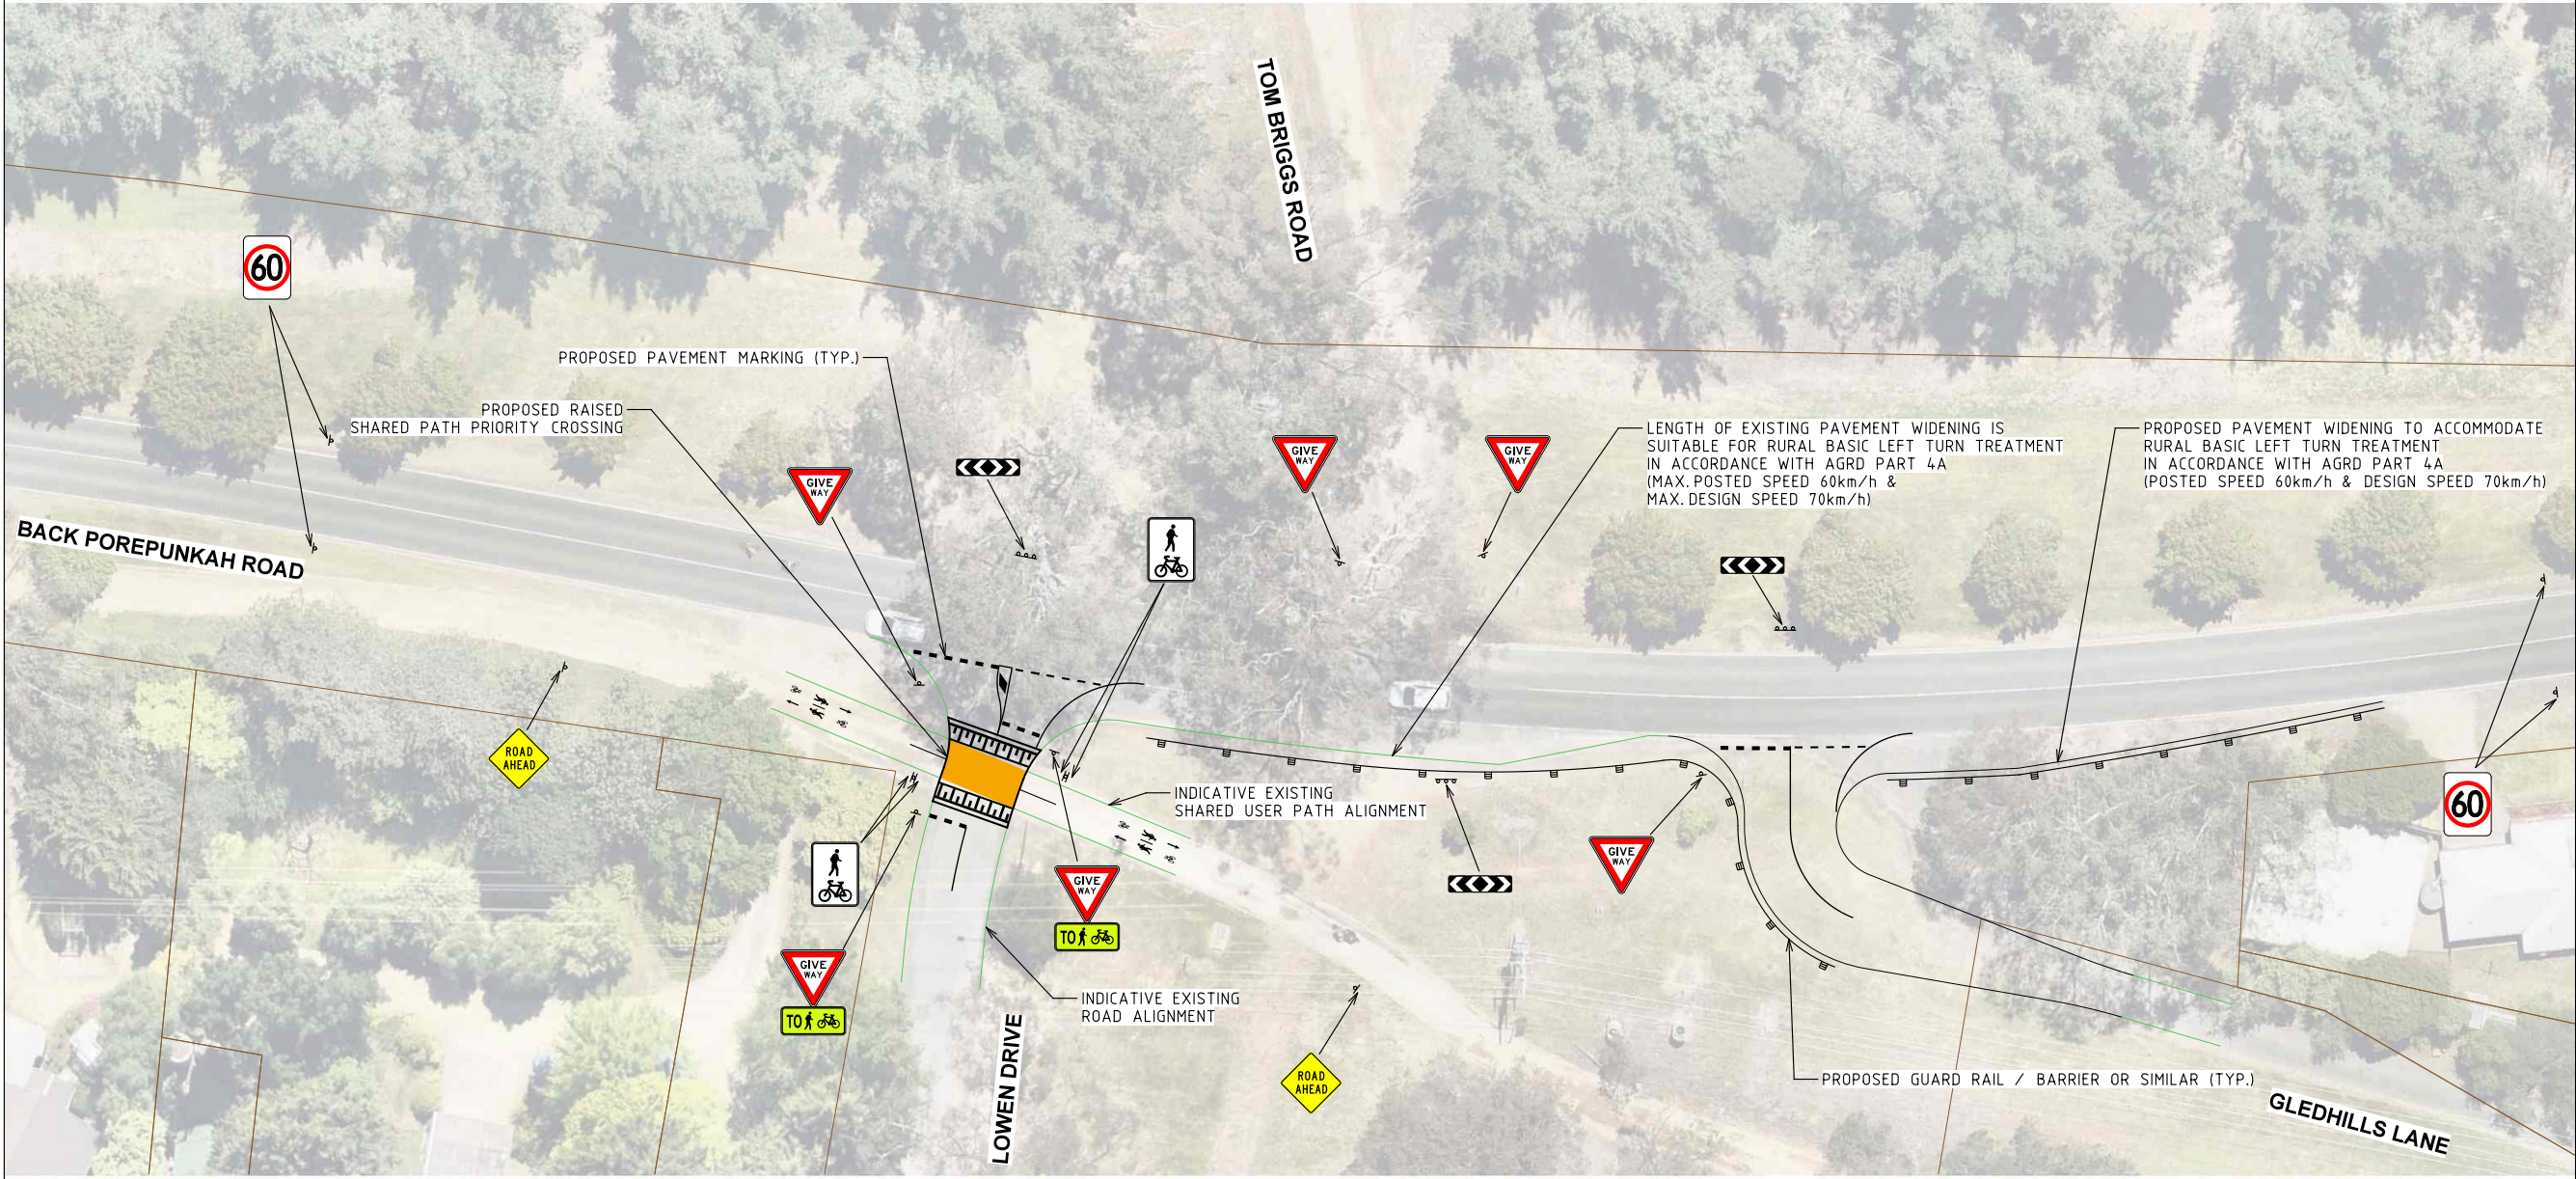 TOM BRIGGS ROAD
60
PROPOSED PAVEMENT MARKING (TYP.)
PROPOSED RAISED
SHARED PATH PRIORITY CROSSING
GIVE
WAY
GIVE
WAY
GIVE
WAY
LENGTH OF EXISTING PAVEMENT WIDENING IS
SUITABLE FOR RURAL BASIC LEFT TURN TREATMENT
IN ACCORDANCE WITH AGRD PART 4A
(MAX. POSTED SPEED 60km/h &
MAX. DESIGN SPEED 70km/h)
PROPOSED PAVEMENT WIDENING TO ACCOMMODATE
RURAL BASIC LEFT TURN TREATMENT
IN ACCORDANCE WITH AGRD PART 4A
(POSTED SPEED 60km/h & DESIGN SPEED 70km/h)
BACK POREPUNKAH ROAD
ROAD
AHEAD
INDICATIVE EXISTING
SHARED USER PATH ALIGNMENT
60
GIVE
WAY
GIVE
WAY
TO
GIVE
WAY
TO
INDICATIVE EXISTING
ROAD ALIGNMENT
LOWEN DRIVE
ROAD
AHEAD
PROPOSED GUARD RAIL / BARRIER OR SIMILAR (TYP.)
GLEDHILLS LANE